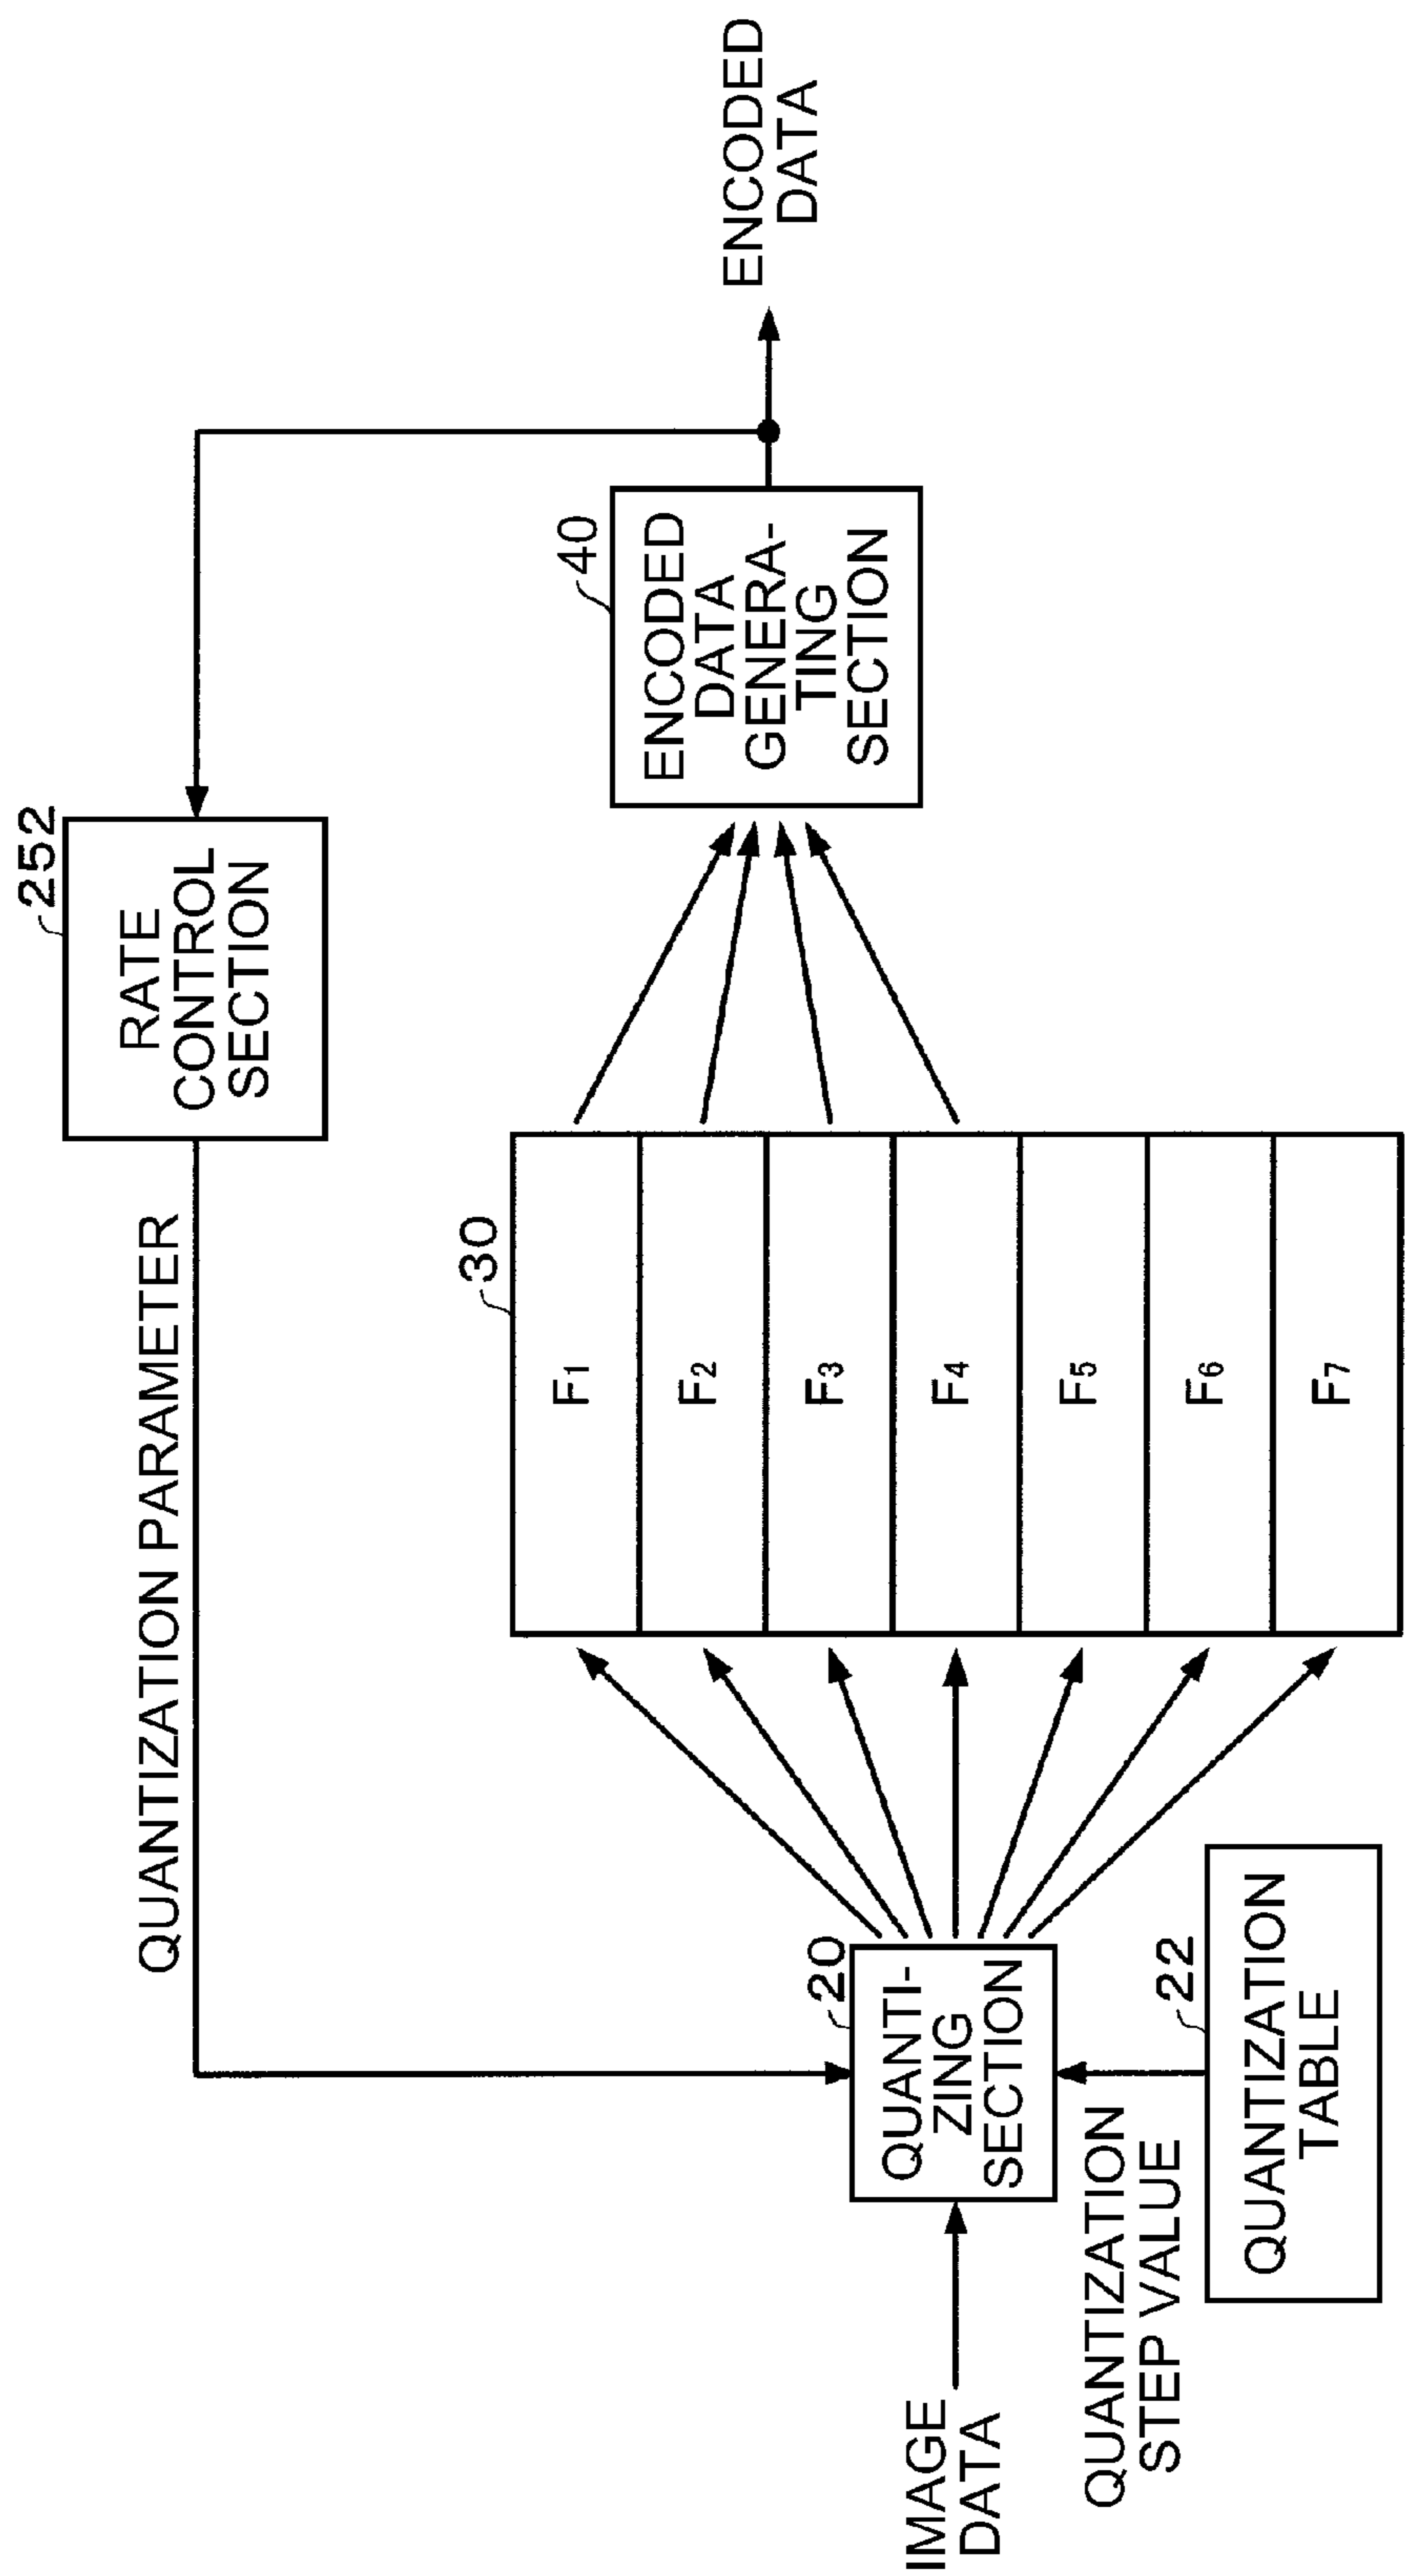 252
RATE
CONTROL
SECTION
QUANTIZATION PARAMETER
IMAGE
DATA
20
QUANTI-
ZING
SECTION
QUANTIZATION
STEP VALUE
22
QUANTIZATION
TABLE
30
F1
F2
F3
F4
F5
F6
F7
40
ENCODED
DATA
GENERA-
TING
SECTION
ENCODED
DATA